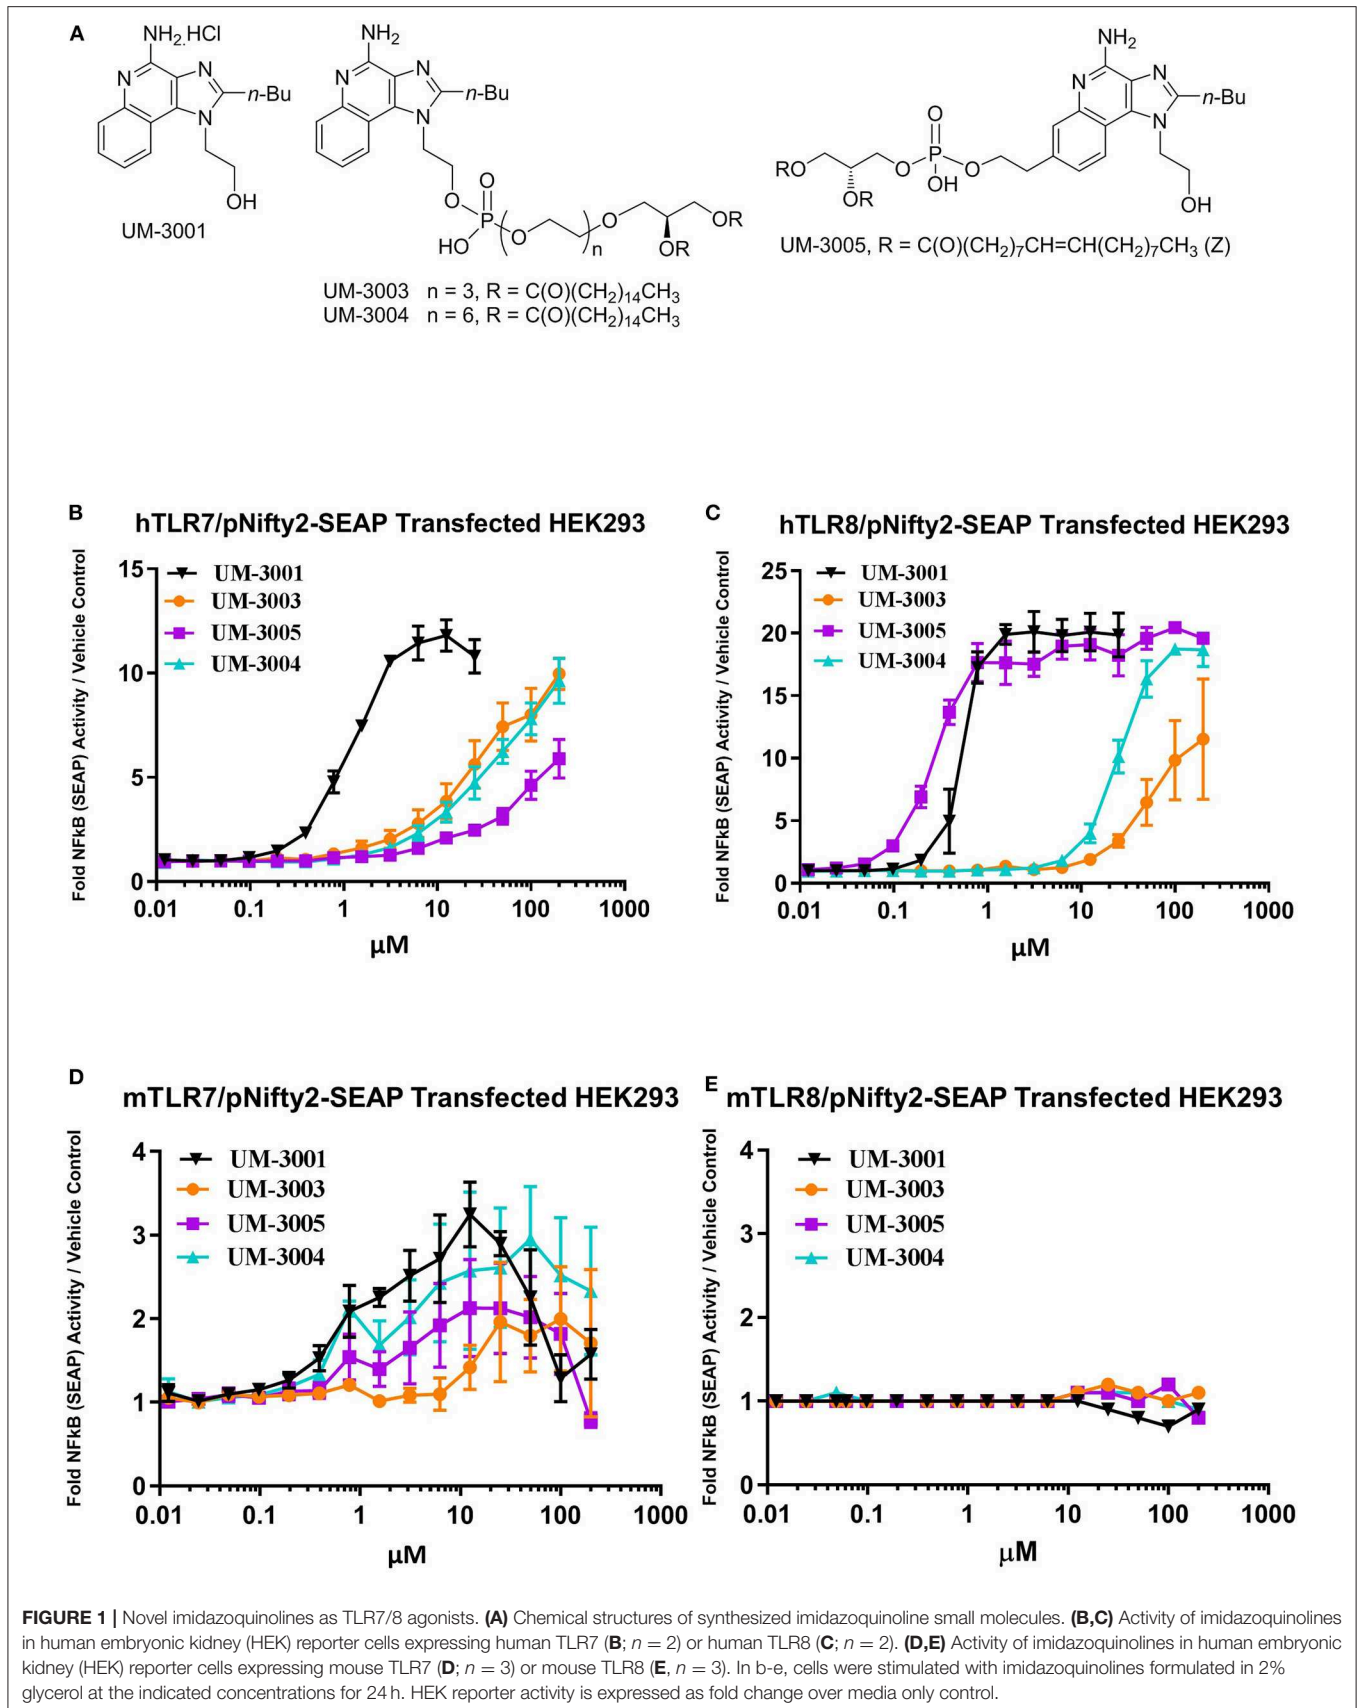 A
NH2.HCl
N
N
N
n-Bu
OH
UM-3001
NH2
N
N
N
n-Bu
O
O
P
HO
O
O
n
OR
OR
UM-3003 n = 3, R = C(O)(CH2)14CH3
UM-3004 n = 6, R = C(O)(CH2)14CH3
NH2
N
N
N
n-Bu
O
RO
O
P
O
OH
OR
OH
UM-3005, R = C(O)(CH2)7CH=CH(CH2)7CH3 (Z)
B
hTLR7/pNifty2-SEAP Transfected HEK293
Fold NFkB (SEAP) Activity / Vehicle Control
15
10
5
0
UM-3001
UM-3003
UM-3005
UM-3004
0.01 0.1 1 10 100 1000
µM
C
hTLR8/pNifty2-SEAP Transfected HEK293
Fold NFkB (SEAP) Activity / Vehicle Control
25
20
15
10
5
0
UM-3001
UM-3003
UM-3005
UM-3004
0.01 0.1 1 10 100 1000
µM
D
mTLR7/pNifty2-SEAP Transfected HEK293
Fold NFkB (SEAP) Activity / Vehicle Control
4
3
2
1
0
UM-3001
UM-3003
UM-3005
UM-3004
0.01 0.1 1 10 100 1000
µM
E
mTLR8/pNifty2-SEAP Transfected HEK293
Fold NFkB (SEAP) Activity / Vehicle Control
4
3
2
1
0
UM-3001
UM-3003
UM-3005
UM-3004
0.01 0.1 1 10 100 1000
µM
FIGURE 1 | Novel imidazoquinolines as TLR7/8 agonists. (A) Chemical structures of synthesized imidazoquinoline small molecules. (B,C) Activity of imidazoquinolines
in human embryonic kidney (HEK) reporter cells expressing human TLR7 (B; n = 2) or human TLR8 (C; n = 2). (D,E) Activity of imidazoquinolines in human embryonic
kidney (HEK) reporter cells expressing mouse TLR7 (D; n = 3) or mouse TLR8 (E, n = 3). In b-e, cells were stimulated with imidazoquinolines formulated in 2%
glycerol at the indicated concentrations for 24 h. HEK reporter activity is expressed as fold change over media only control.